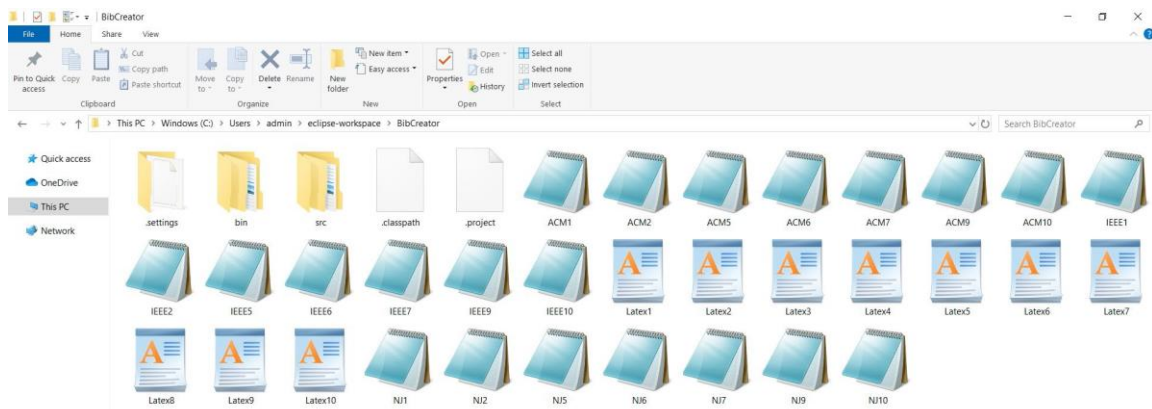 BibCreator
File Home Share View
Pin to Quick access Copy Paste Cut Copy path Paste shortcut Move to Copy to Delete Rename New folder New item Easy access Properties Open Edit History Select all Select none Invert selection
Clipboard Organize New Open Select
This PC > Windows (C:) > Users > admin > eclipse-workspace > BibCreator Search BibCreator
Quick access
OneDrive
This PC
Network
.settings bin src .classpath .project ACM1 ACM2 ACM5 ACM6 ACM7 ACM9 ACM10 IEEE1
IEEE2 IEEE5 IEEE6 IEEE7 IEEE9 IEEE10 Latex1 Latex2 Latex3 Latex4 Latex5 Latex6 Latex7
Latex8 Latex9 Latex10 NJ1 NJ2 NJ5 NJ6 NJ7 NJ9 NJ10